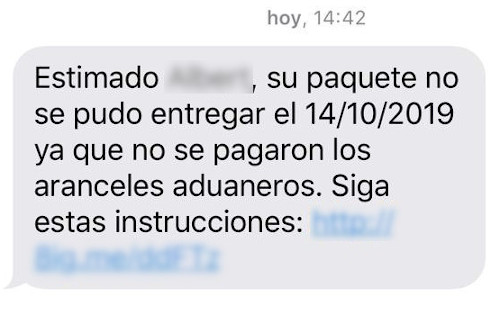 hoy, 14:42
Estimado , su paquete no
se pudo entregar el 14/10/2019
ya que no se pagaron los
aranceles aduaneros. Siga
estas instrucciones: